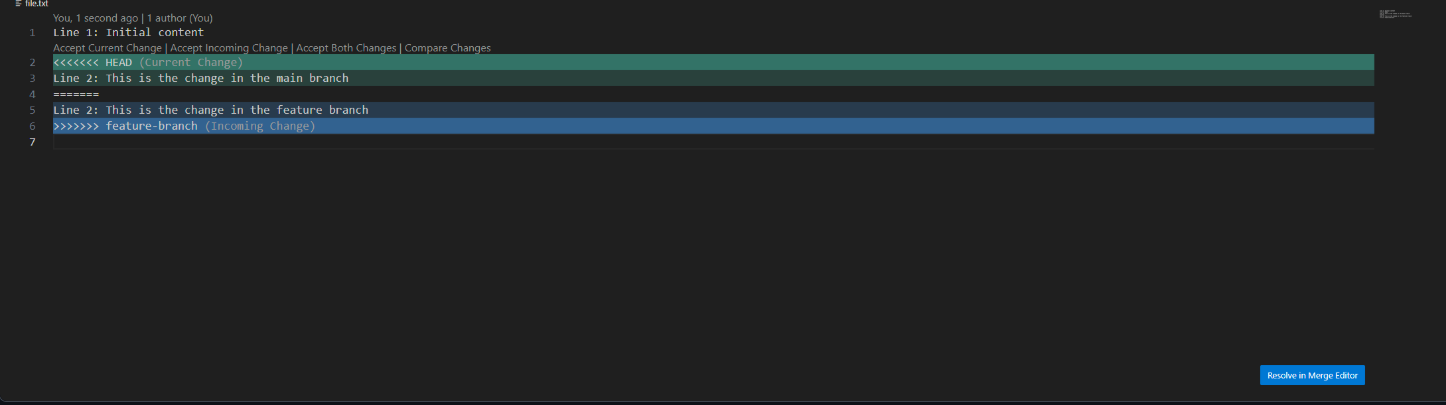 file.txt
You, 1 second ago | 1 author (You)
1 Line 1: Initial content
Accept Current Change | Accept Incoming Change | Accept Both Changes | Compare Changes
2 <<<<<<< HEAD (Current Change)
3 Line 2: This is the change in the main branch
4 =======
5 Line 2: This is the change in the feature branch
6 >>>>>>> feature-branch (Incoming Change)
7
Resolve in Merge Editor